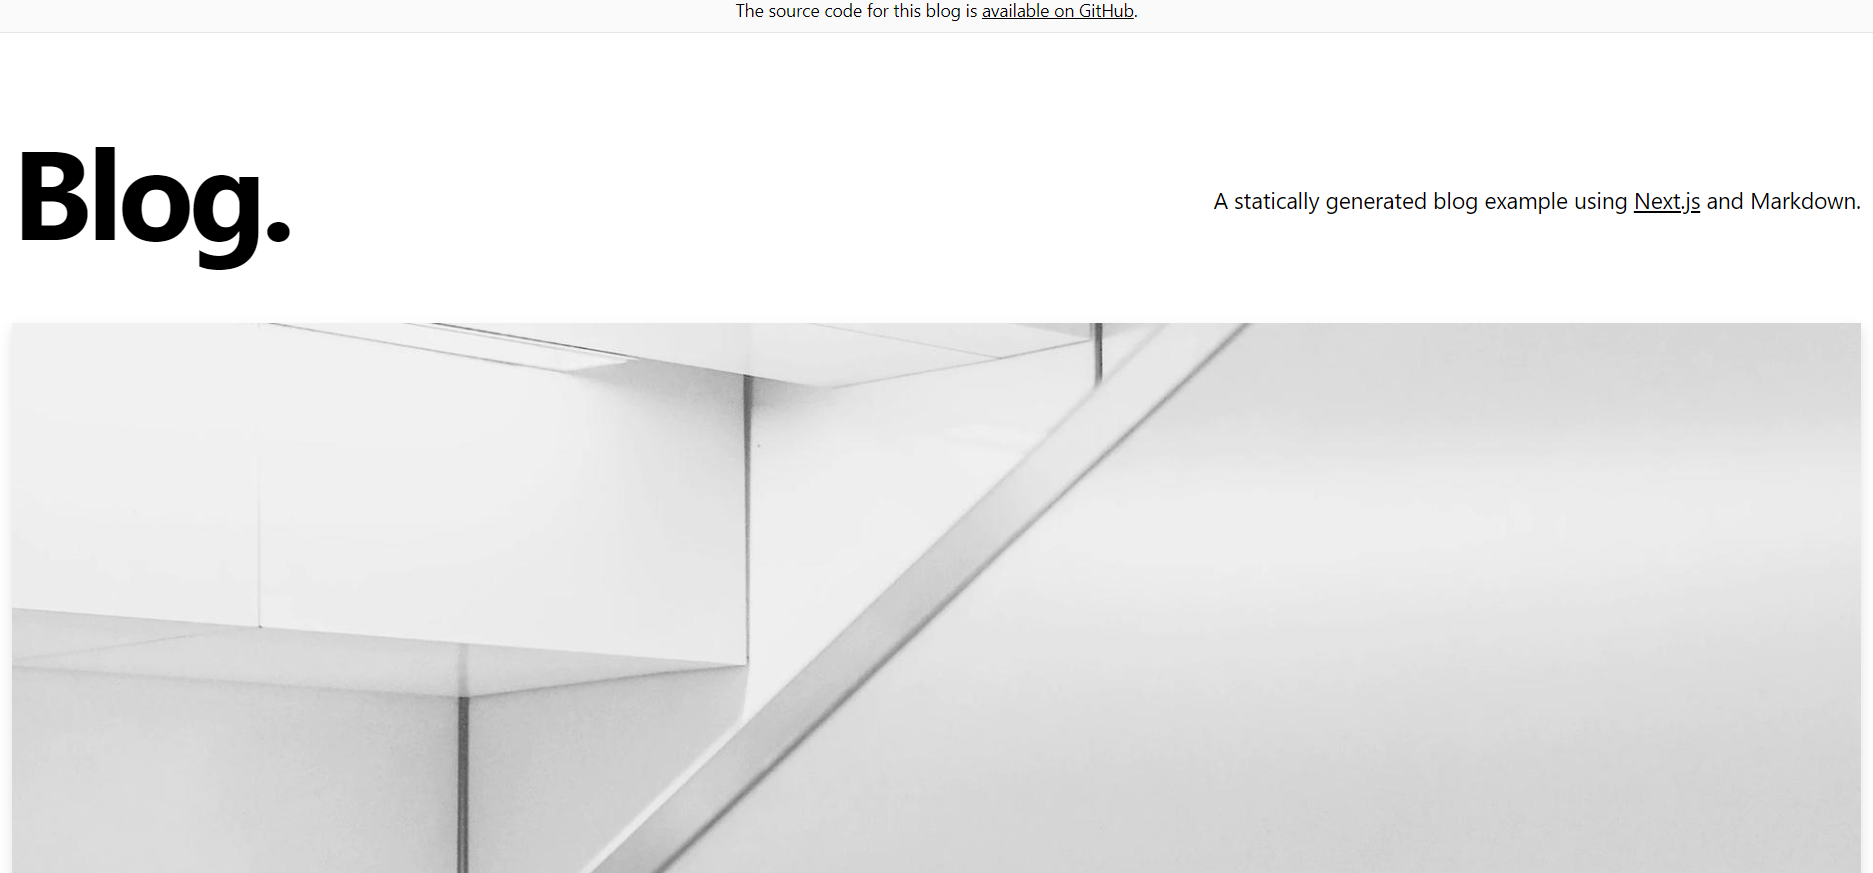 The source code for this blog is available on GitHub.
Blog.
A statically generated blog example using Next.js and Markdown.